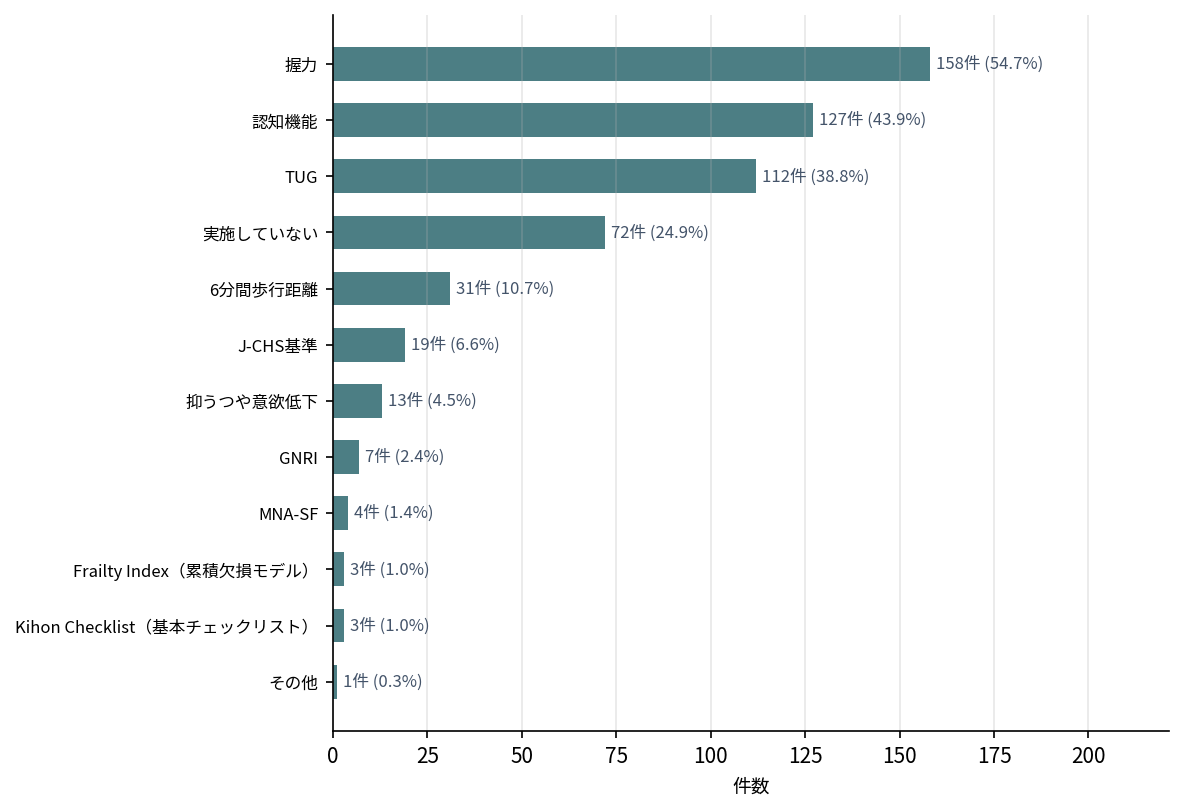 握力 158件 (54.7%)
認知機能 127件 (43.9%)
TUG 112件 (38.8%)
実施していない 72件 (24.9%)
6分間歩行距離 31件 (10.7%)
J-CHS基準 19件 (6.6%)
抑うつや意欲低下 13件 (4.5%)
GNRI 7件 (2.4%)
MNA-SF 4件 (1.4%)
Frailty Index（累積欠損モデル） 3件 (1.0%)
Kihon Checklist（基本チェックリスト） 3件 (1.0%)
その他 1件 (0.3%)
0 25 50 75 100 125 150 175 200
件数